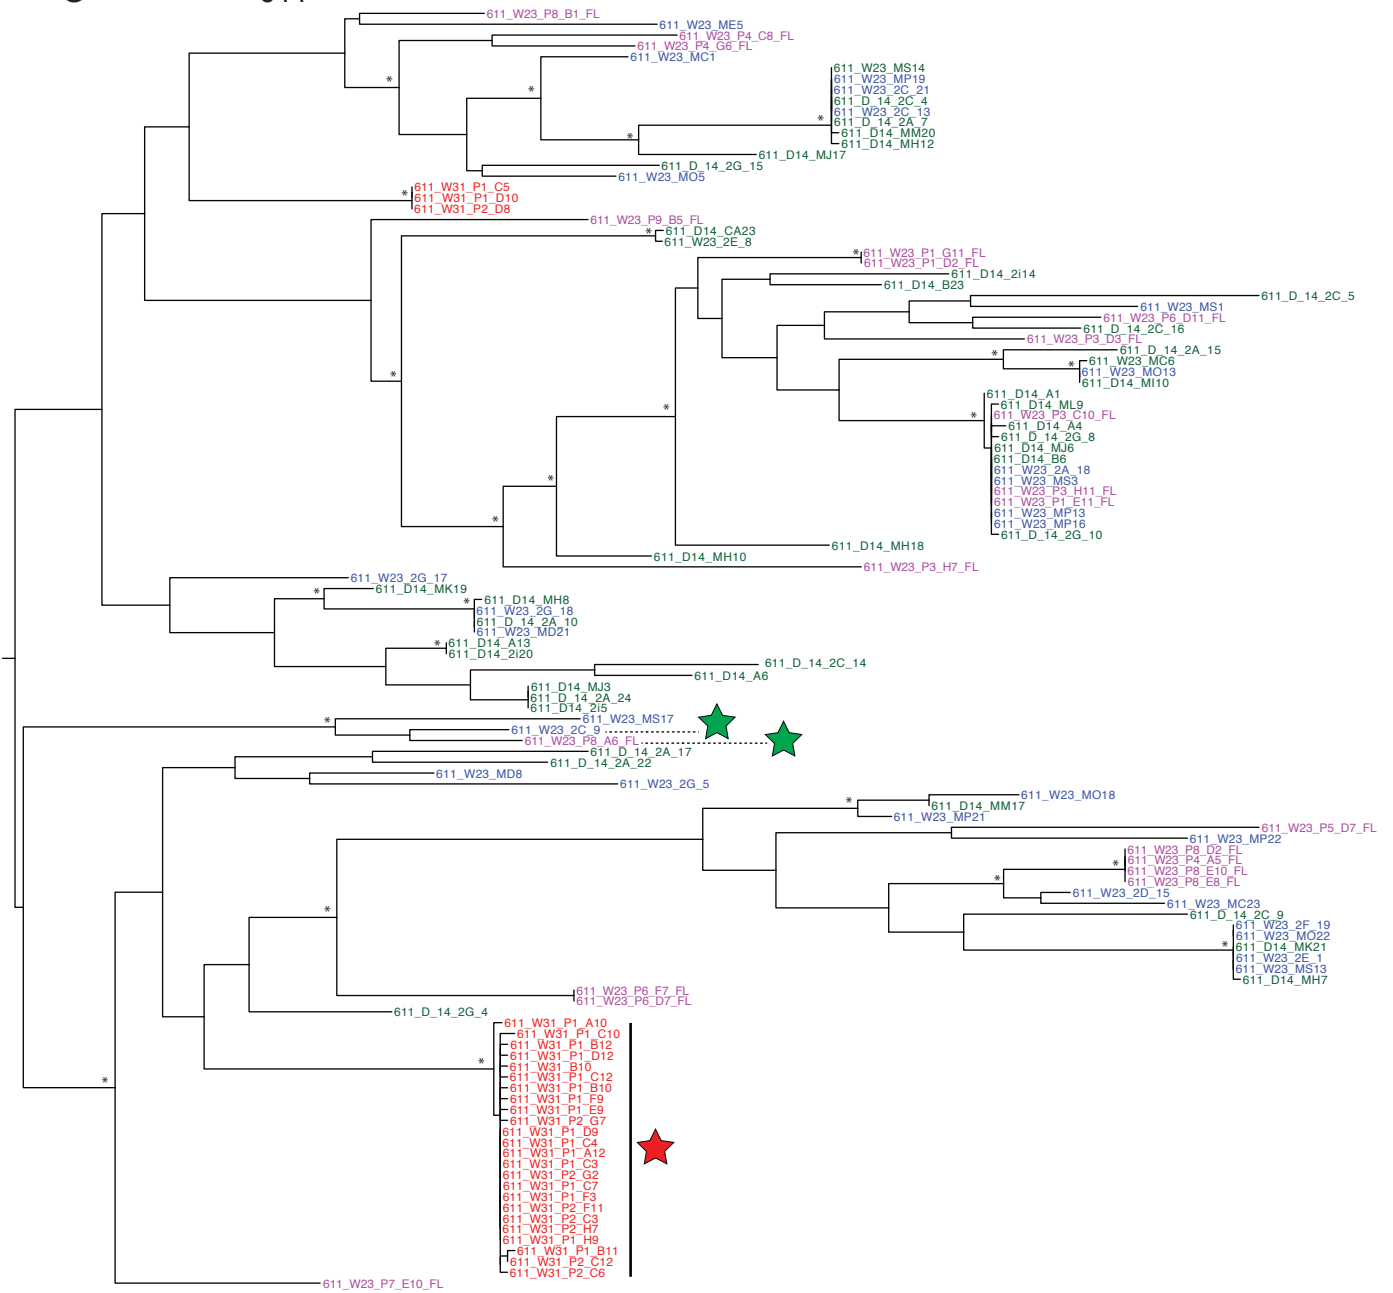 611_W23_P8_B1_FL
611_W23_ME5
611_W23_P4_C8_FL
611_W23_P4_G6_FL
611_W23_MC1
611_W23_MS14
611_W23_MP19
611_W23_2C_21
611_D_14_2C_4
611_W23_2C_13
611_D_14_2A_7
611_D14_MM20
611_D14_MH12
611_D14_MJ17
611_D_14_2G_15
611_W23_MO5
611_W31_P1_C5
611_W31_P1_D10
611_W31_P2_D8
611_W23_P9_B5_FL
611_D14_CA23
611_W23_2E_8
611_W23_P1_G11_FL
611_W23_P1_D2_FL
611_D14_2i14
611_D14_B23
611_D_14_2C_5
611_W23_MS1
611_W23_P6_D11_FL
611_D_14_2C_16
611_W23_P3_D3_FL
611_D_14_2A_15
611_W23_MC6
611_W23_MO13
611_D14_MI10
611_D14_A1
611_D14_ML9
611_W23_P3_C10_FL
611_D14_A4
611_D_14_2G_8
611_D14_MJ6
611_D14_B6
611_W23_2A_18
611_W23_MS3
611_W23_P3_H11_FL
611_W23_P1_E11_FL
611_W23_MP13
611_W23_MP16
611_D_14_2G_10
611_D14_MH18
611_D14_MH10
611_W23_P3_H7_FL
611_W23_2G_17
611_D14_MK19
611_D14_MH8
611_W23_2G_18
611_D_14_2A_10
611_W23_MD21
611_D14_A13
611_D14_2i20
611_D_14_2C_14
611_D14_A6
611_D14_MJ3
611_D_14_2A_24
611_D14_2i5
611_W23_MS17
611_W23_2C_9
611_W23_P8_A6_FL
611_D_14_2A_17
611_D_14_2A_22
611_W23_MD8
611_W23_2G_5
611_W23_MO18
611_D14_MM17
611_W23_MP21
611_W23_P5_D7_FL
611_W23_MP22
611_W23_P8_D2_FL
611_W23_P4_A5_FL
611_W23_P8_E10_FL
611_W23_P8_E8_FL
611_W23_2D_15
611_W23_MC23
611_D_14_2C_9
611_W23_2F_19
611_W23_MO22
611_D14_MK21
611_W23_2E_1
611_W23_MS13
611_D14_MH7
611_W23_P6_F7_FL
611_W23_P6_D7_FL
611_D_14_2G_4
611_W31_P1_A10
611_W31_P1_C10
611_W31_P1_B12
611_W31_P1_D12
611_W31_B10
611_W31_P1_C12
611_W31_P1_B10
611_W31_P1_F9
611_W31_P1_E9
611_W31_P2_G7
611_W31_P1_D9
611_W31_P1_C4
611_W31_P1_A12
611_W31_P1_C3
611_W31_P2_G2
611_W31_P1_C7
611_W31_P1_F3
611_W31_P2_F11
611_W31_P2_C3
611_W31_P2_H7
611_W31_P1_H9
611_W31_P1_B11
611_W31_P2_C12
611_W31_P2_C6
611_W23_P7_E10_FL